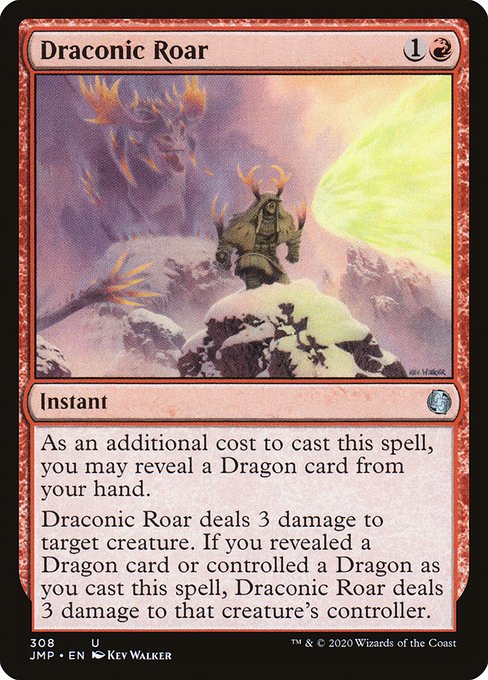 Draconic Roar 1
KEV. WALKER
Instant
As an additional cost to cast this spell,
you may reveal a Dragon card from
your hand.
Draconic Roar deals 3 damage to
target creature. If you revealed a
Dragon card or controlled a Dragon as
you cast this spell, Draconic Roar deals
3 damage to that creature's controller.
308 U ™ & © 2020 Wizards of the Coast
JMP • EN Kev Walker